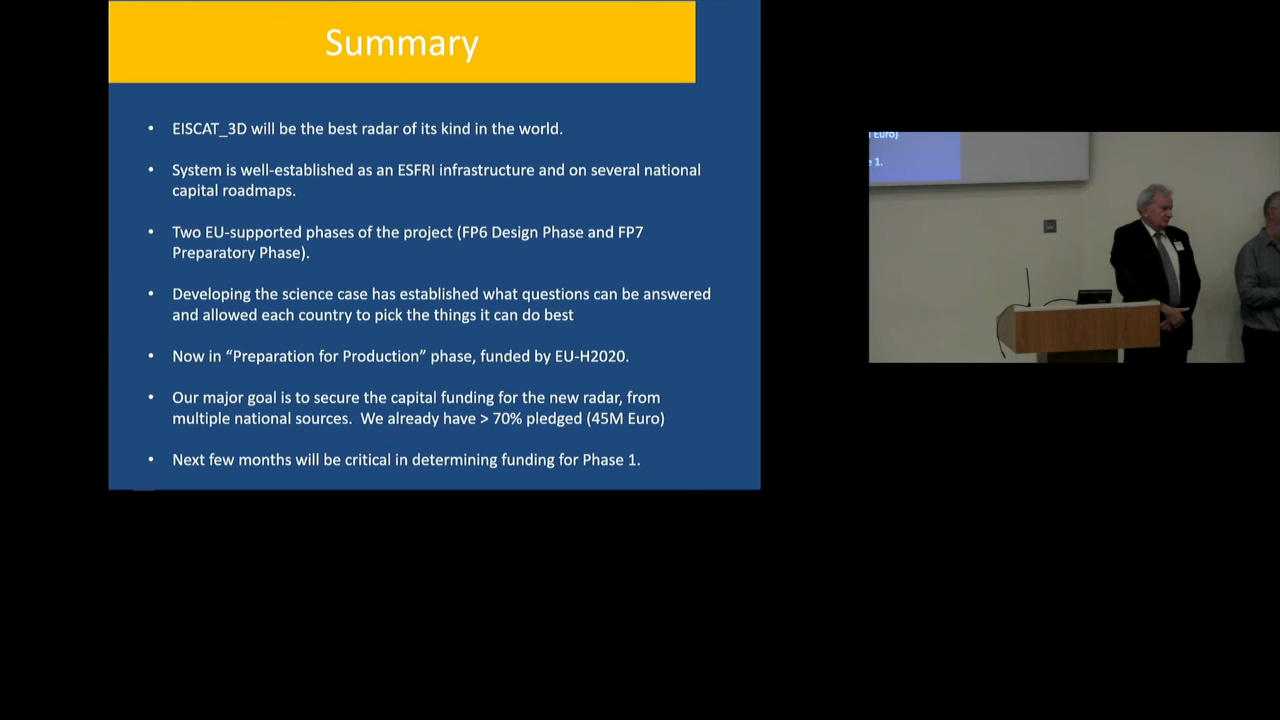 Summary
• EISCAT_3D will be the best radar of its kind in the world.
• System is well-established as an ESFRI infrastructure and on several national
capital roadmaps.
• Two EU-supported phases of the project (FP6 Design Phase and FP7
Preparatory Phase).
• Developing the science case has established what questions can be answered
and allowed each country to pick the things it can do best
• Now in “Preparation for Production” phase, funded by EU-H2020.
• Our major goal is to secure the capital funding for the new radar, from
multiple national sources.  We already have > 70% pledged (45M Euro)
• Next few months will be critical in determining funding for Phase 1.
Euro)
1.